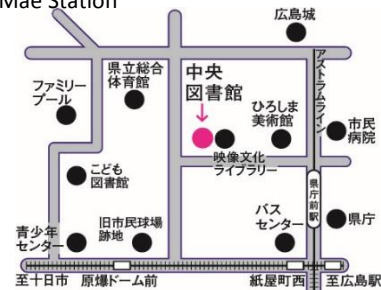 Mae Station
広島城
県立総合
体育館
中央
図書館
アストラムライン
ファミリー
プール
ひろしま
美術館
市民
病院
映像文化
ライブラリー
こども
図書館
県庁前駅
青少年
センター
旧市民球場
跡地
バス
センター
県庁
至十日市
原爆ドーム前
紙屋町西
至広島駅